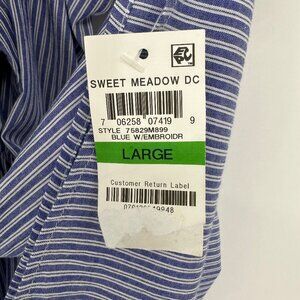 SWEET MEADOW DC
7 06258 07419 9
STYLE 75829M899
BLUE W/EMBROIDR
LARGE
Customer Return Label